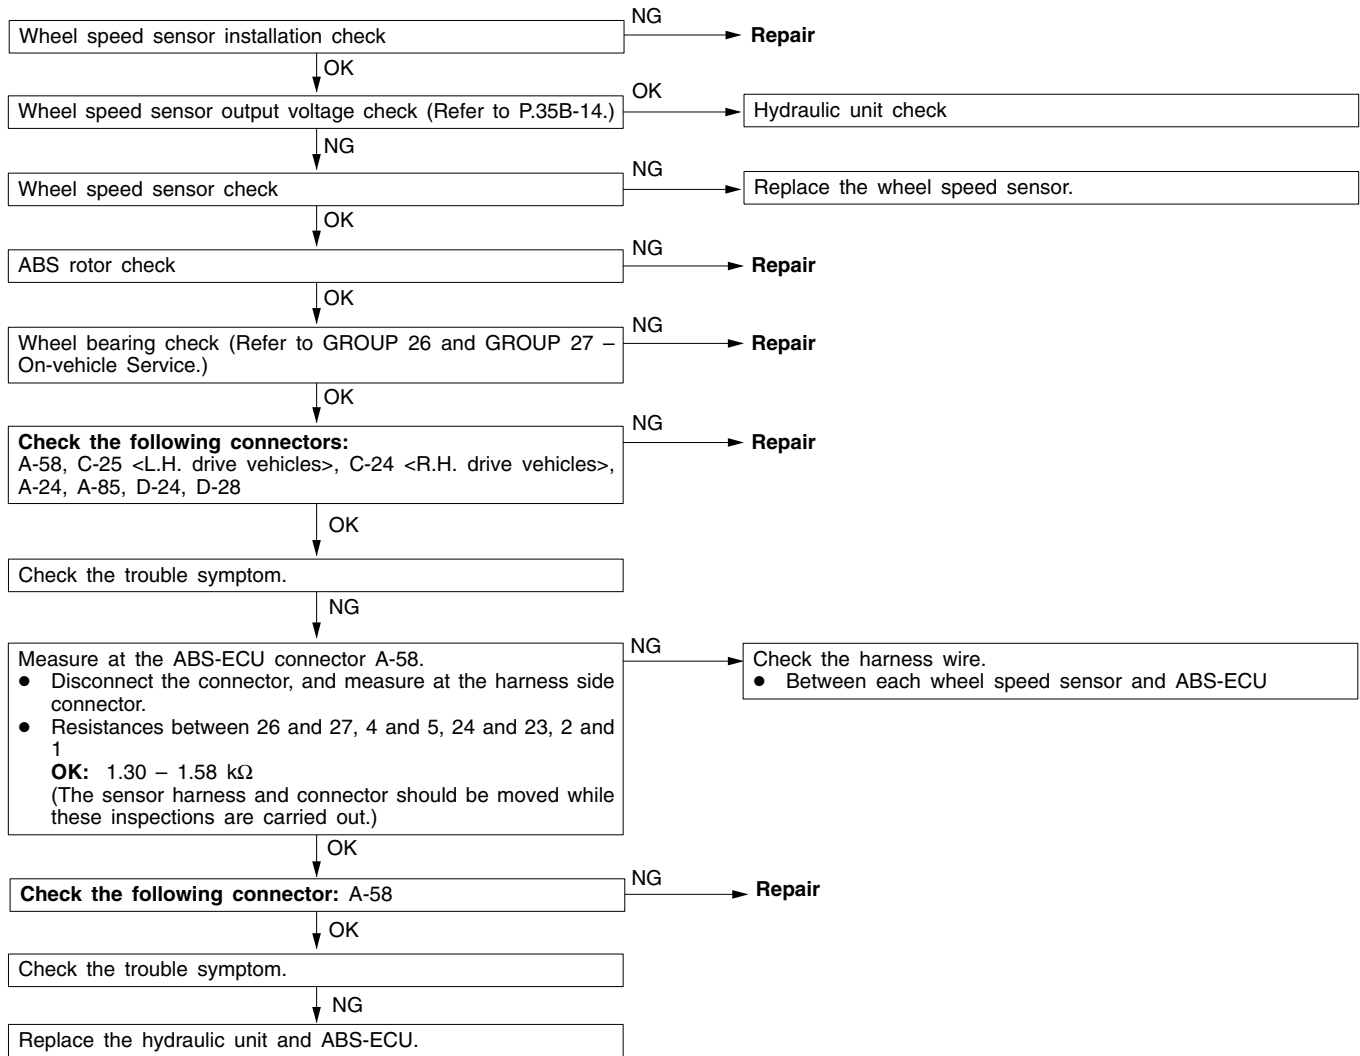 NG
Wheel speed sensor installation check
Repair
OK
OK
Wheel speed sensor output voltage check (Refer to P.35B-14.)
Hydraulic unit check
NG
NG
Wheel speed sensor check
Replace the wheel speed sensor.
OK
NG
ABS rotor check
Repair
OK
NG
Wheel bearing check (Refer to GROUP 26 and GROUP 27 –
On-vehicle Service.)
Repair
OK
NG
Check the following connectors:
A-58, C-25 <L.H. drive vehicles>, C-24 <R.H. drive vehicles>,
A-24, A-85, D-24, D-28
Repair
OK
Check the trouble symptom.
NG
NG
Measure at the ABS-ECU connector A-58.
● Disconnect the connector, and measure at the harness side
connector.
● Resistances between 26 and 27, 4 and 5, 24 and 23, 2 and
1
OK: 1.30 – 1.58 kΩ
(The sensor harness and connector should be moved while
these inspections are carried out.)
Check the harness wire.
● Between each wheel speed sensor and ABS-ECU
OK
NG
Check the following connector: A-58
Repair
OK
Check the trouble symptom.
NG
Replace the hydraulic unit and ABS-ECU.